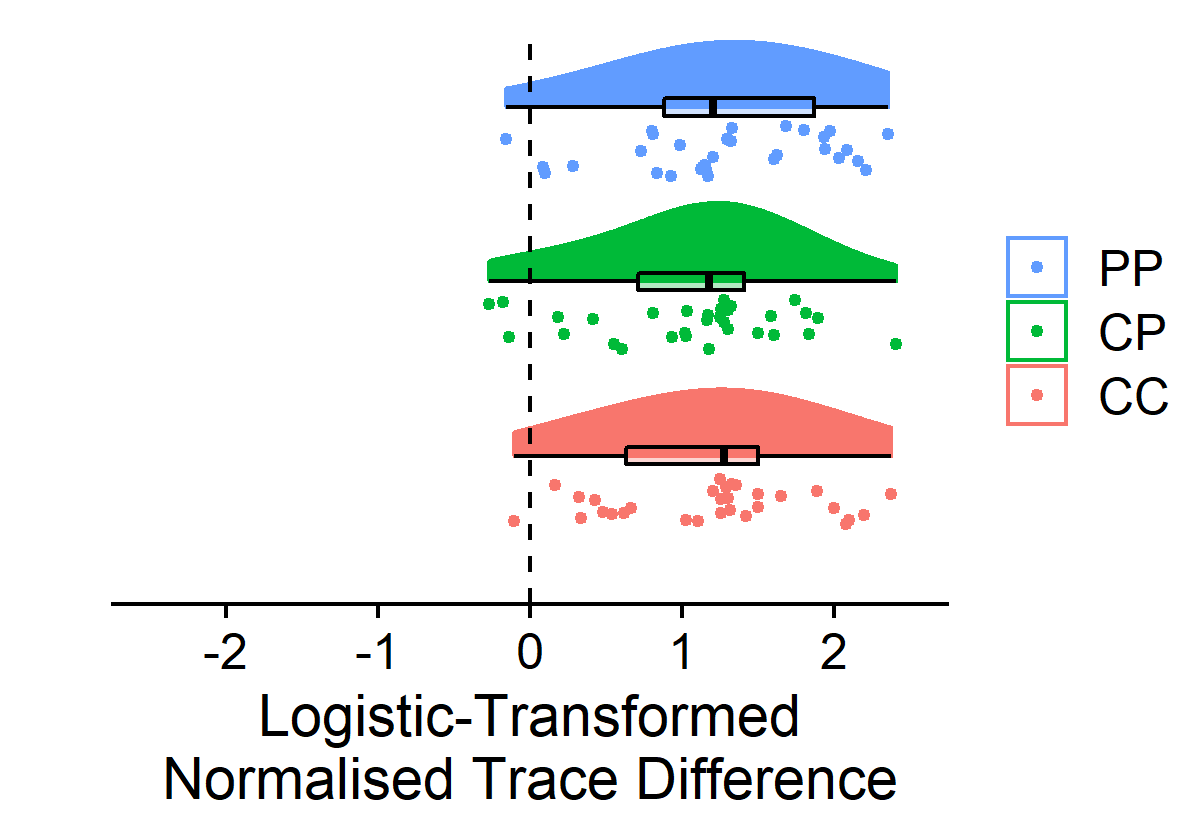 PP
CP
CC
-2 -1 0 1 2
Logistic-Transformed
Normalised Trace Difference